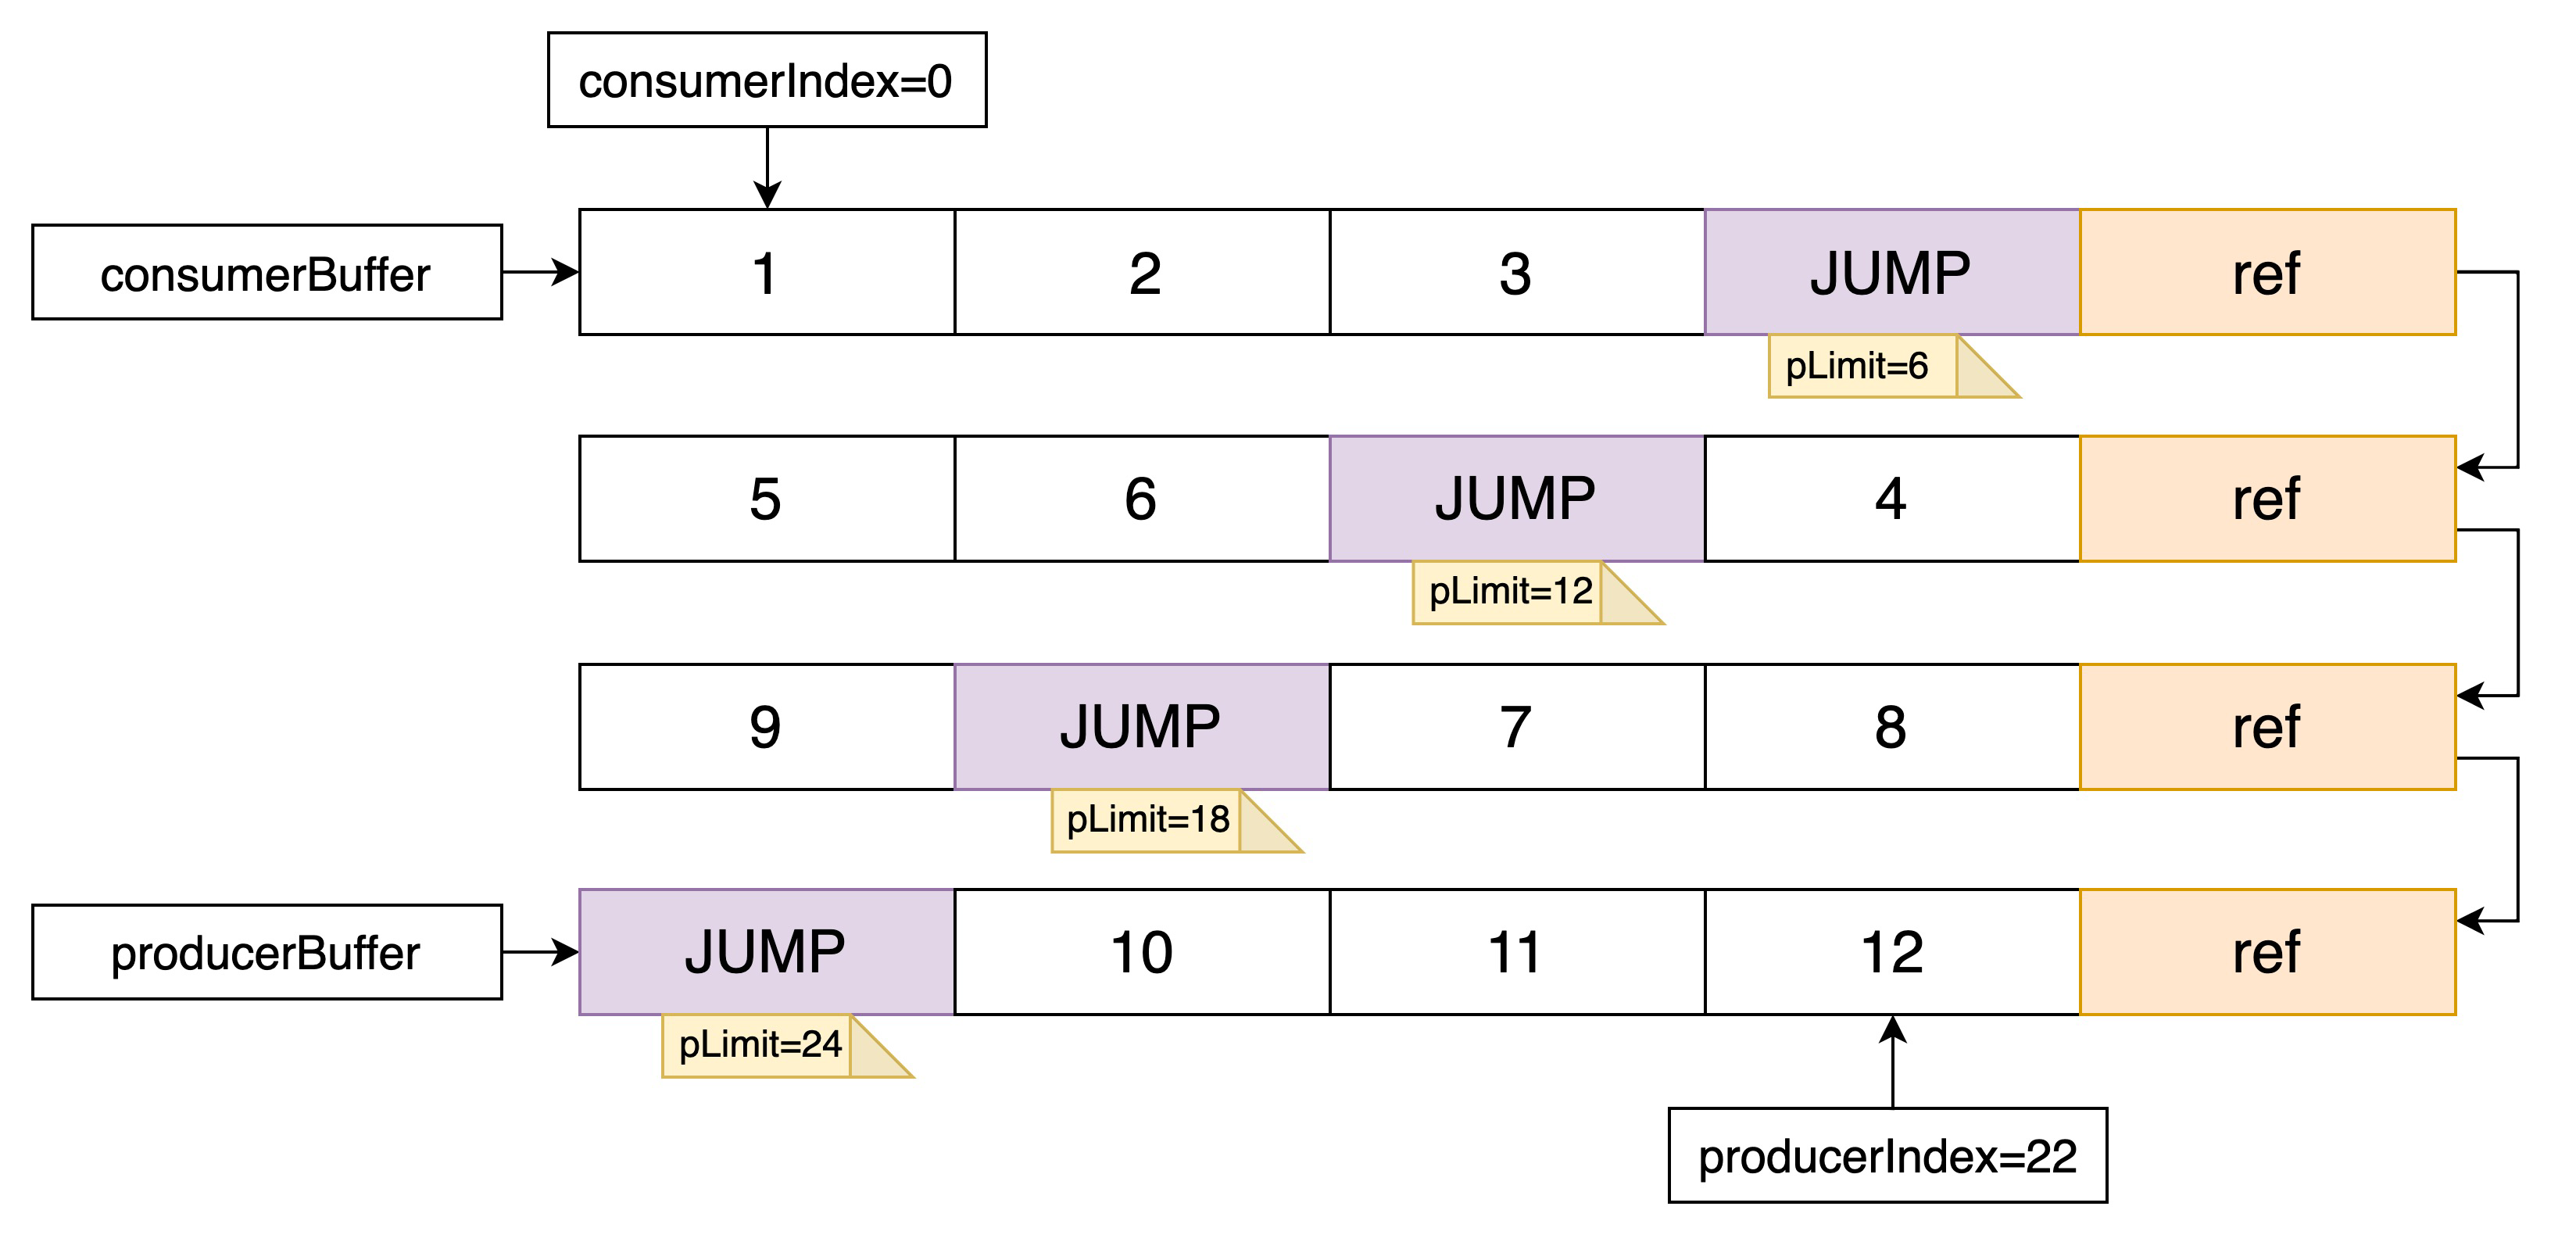 consumerIndex=0
consumerBuffer
1
2
3
JUMP
ref
pLimit=6
5
6
JUMP
4
ref
pLimit=12
9
JUMP
7
8
ref
pLimit=18
producerBuffer
JUMP
10
11
12
ref
pLimit=24
producerIndex=22